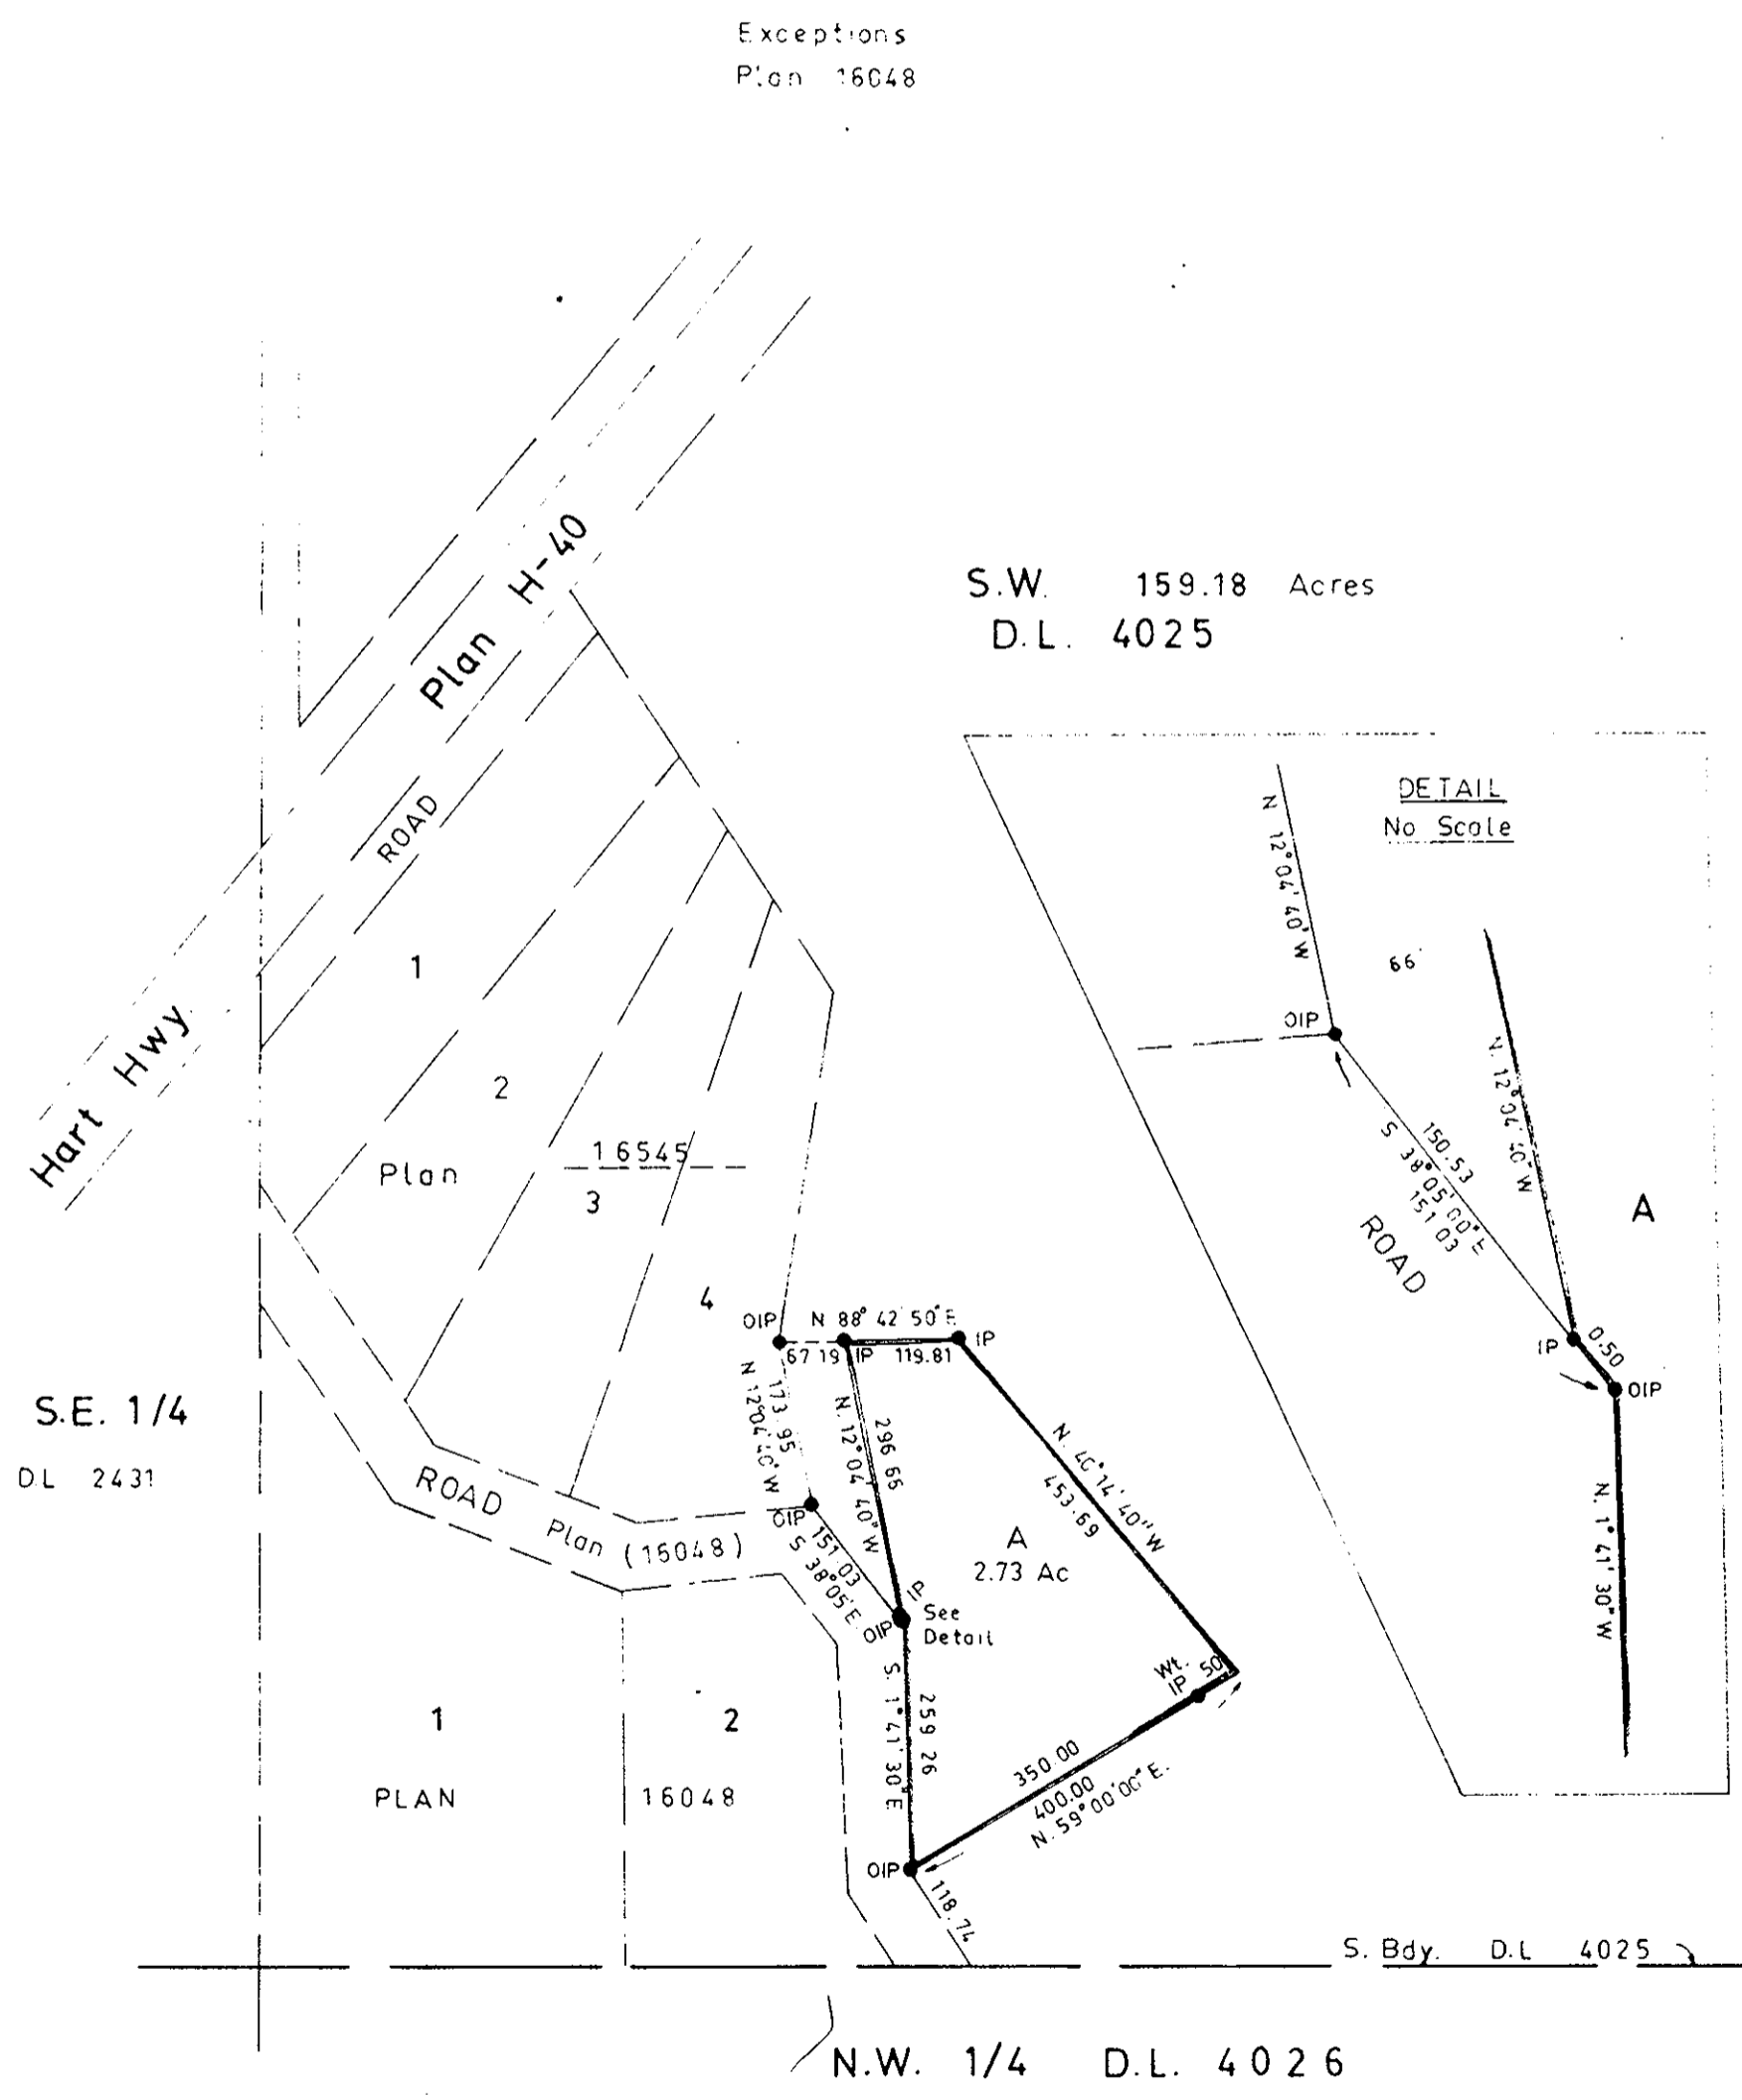 Exceptions
Plan 16048
Plan H-40
ROAD
Hart Hwy.
S.W. 159.18 Acres
D.L. 4025
DETAIL
No Scale
N 12°04'40"W
66'
OIP
N. 12°04'40"W
150.53
S 38°05'00"E
151.03
ROAD
A
IP
0.50
OIP
N. 1°41'30"W
1
2
Plan 16545
3
4
OIP
N 88° 42' 50" E
IP
67.19
IP
119.81
173.95
N 12°04'40"W
296.66
N. 12°04'40"W
N. 40°14'40"W
453.69
S.E. 1/4
D.L 2431
ROAD
Plan (15048)
OIP
151.03
S 38°05'E.
A
2.73 Ac
IP
See
Detail
OIP
S. 1°41'30"E
259.26
Wt.
IP
50
1
2
PLAN 16048
350.00
400.00
N. 59°00'00"E.
OIP
118.74
S. Bdy. D.L 4025
N.W. 1/4 D.L. 4026